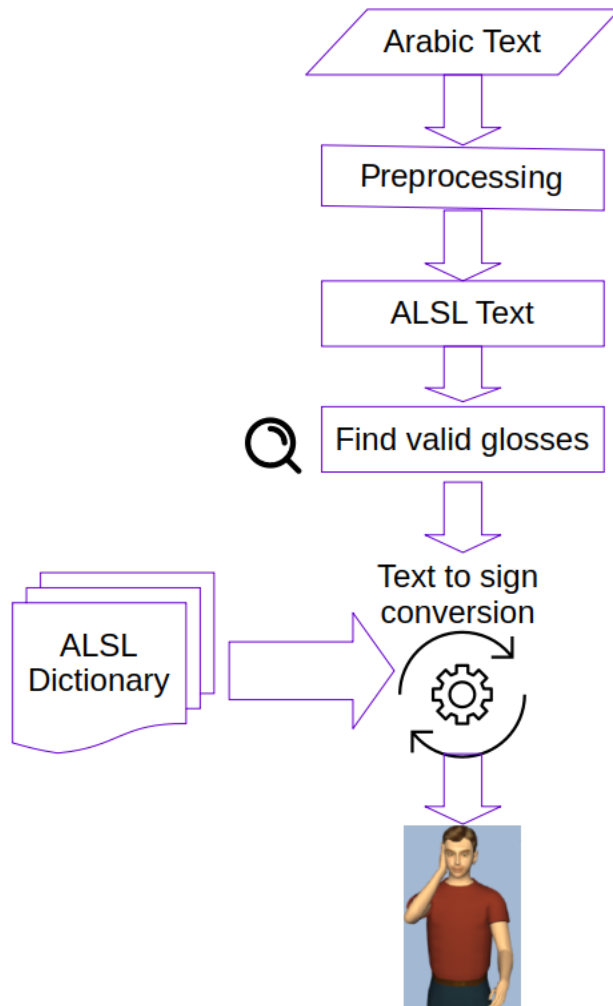 Arabic Text
Preprocessing
ALSL Text
Find valid glosses
Text to sign
conversion
ALSL
Dictionary